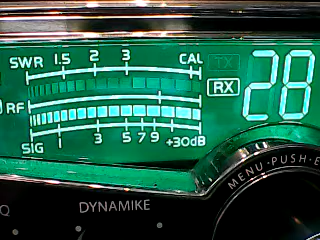 SWR 1.5 2 3 CAL
TX
RX
28
RF
SIG 1 3 5 7 9 +30dB
MENU·PUSH·
DYNAMIKE